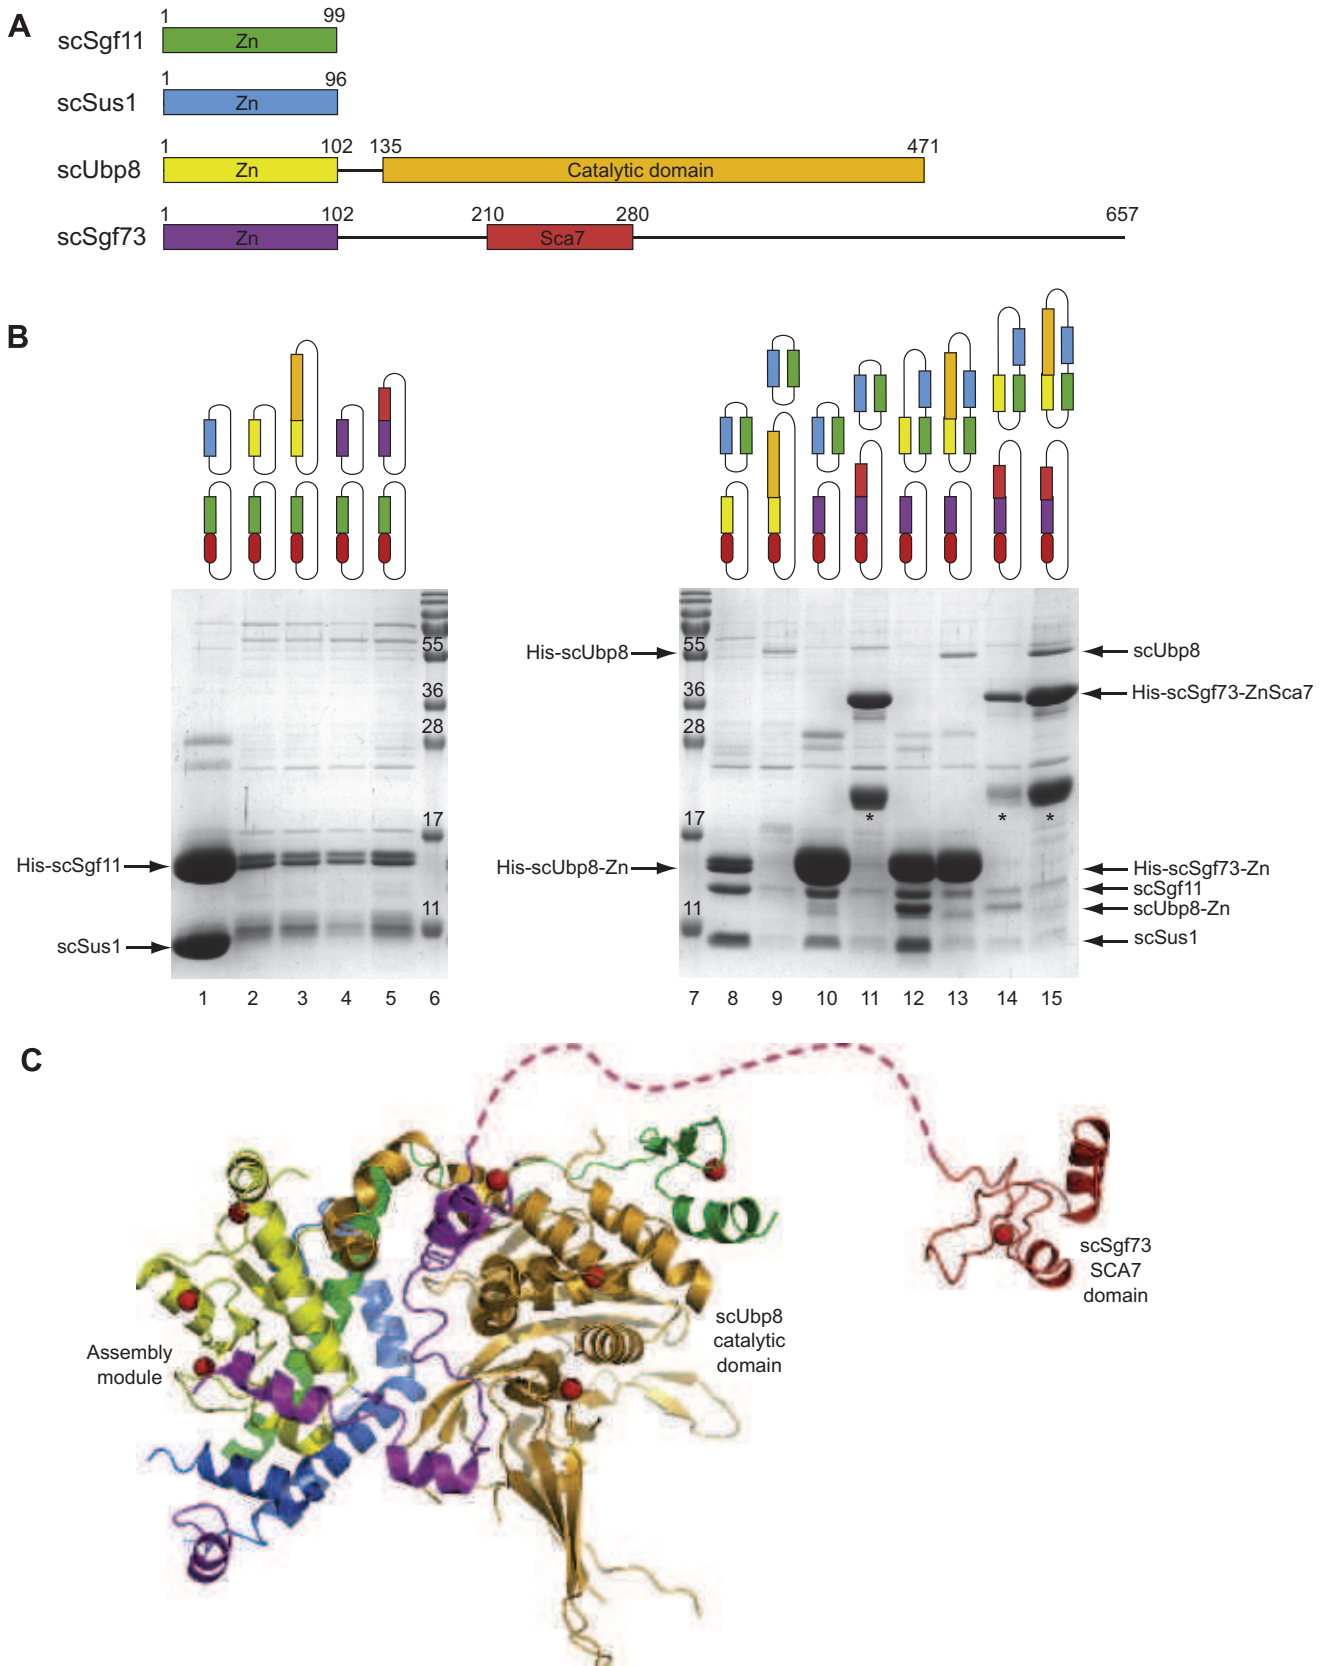 A
scSgf11
1
99
Zn
scSus1
1
96
Zn
scUbp8
1
102
135
471
Zn
Catalytic domain
scSgf73
1
102
210
280
657
Zn
Sca7
B
His-scSgf11
scSus1
55
36
28
17
11
1 2 3 4 5 6
His-scUbp8
His-scUbp8-Zn
55
36
28
17
11
* * *
scUbp8
His-scSgf73-ZnSca7
His-scSgf73-Zn
scSgf11
scUbp8-Zn
scSus1
7 8 9 10 11 12 13 14 15
C
Assembly
module
scUbp8
catalytic
domain
scSgf73
SCA7
domain